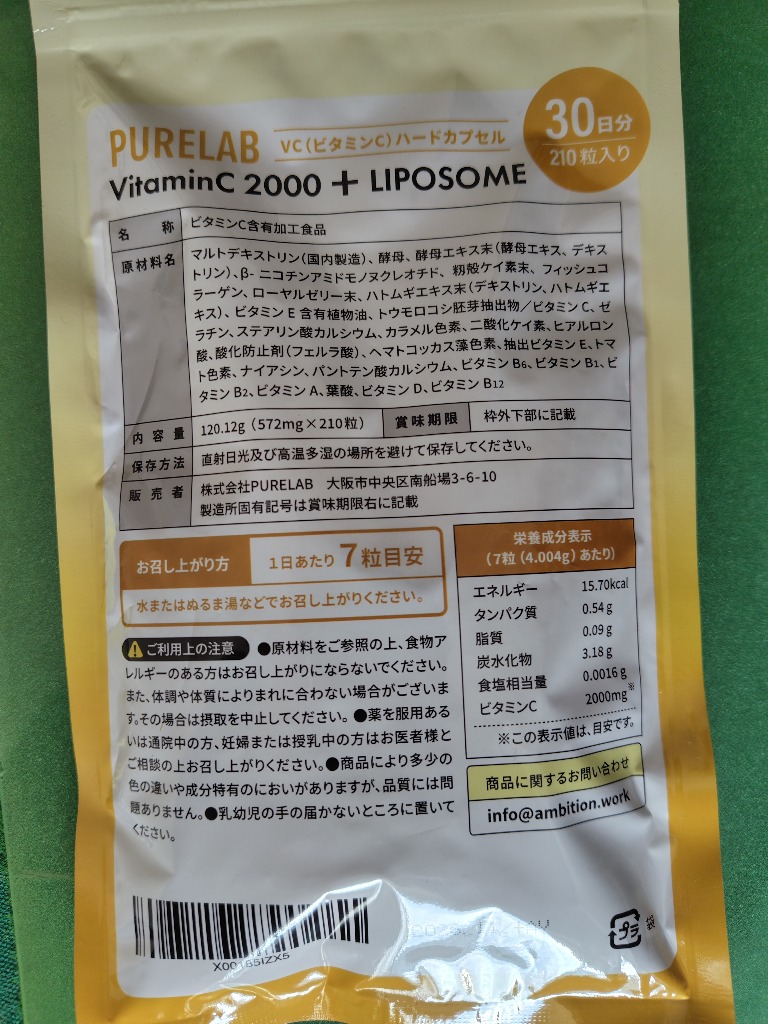 PURELAB VC(ビタミンC)ハードカプセル
VitaminC 2000 + LIPOSOME
30日分
210粒入り
名称 ビタミンC含有加工食品
原材料名 マルトデキストリン(国内製造)、酵母、酵母エキス末(酵母エキス、デキス
トリン)、β-ニコチンアミドモノヌクレオチド、籾殻ケイ素末、フィッシュコ
ラーゲン、ローヤルゼリー末、ハトムギエキス末(デキストリン、ハトムギエ
キス)、ビタミンE含有植物油、トウモロコシ胚芽抽出物/ビタミンC、ゼ
ラチン、ステアリン酸カルシウム、カラメル色素、二酸化ケイ素、ヒアルロン
酸、酸化防止剤(フェルラ酸)、ヘマトコッカス藻色素、抽出ビタミンE、トマ
ト色素、ナイアシン、パントテン酸カルシウム、ビタミンB6、ビタミンB1、ビ
タミンB2、ビタミンA、葉酸、ビタミンD、ビタミンB12
内容量 120.12g(572mg×210粒) 賞味期限 枠外下部に記載
保存方法 直射日光及び高温多湿の場所を避けて保存してください。
販売者 株式会社PURELAB 大阪市中央区南船場3-6-10
製造所固有記号は賞味期限右に記載
お召し上がり方 1日あたり7粒目安
水またはぬるま湯などでお召し上がりください。
ご利用上の注意 ●原材料をご参照の上、食物ア
レルギーのある方はお召し上がりにならないでください。
また、体調や体質によりまれに合わない場合がございま
す。その場合は摂取を中止してください。●薬を服用ある
いは通院中の方、妊婦または授乳中の方はお医者様と
ご相談の上お召し上がりください。●商品により多少の
色の違いや成分特有のにおいがありますが、品質には問
題ありません。●乳幼児の手の届かないところに置いて
ください。
栄養成分表示
(7粒(4.004g)あたり)
エネルギー 15.70kcal
タンパク質 0.54g
脂質 0.09g
炭水化物 3.18g
食塩相当量 0.0016g
ビタミンC 2000mg※
※この表示値は、目安です。
商品に関するお問い合わせ
info@ambition.work
X00185IZX5
プラ 袋